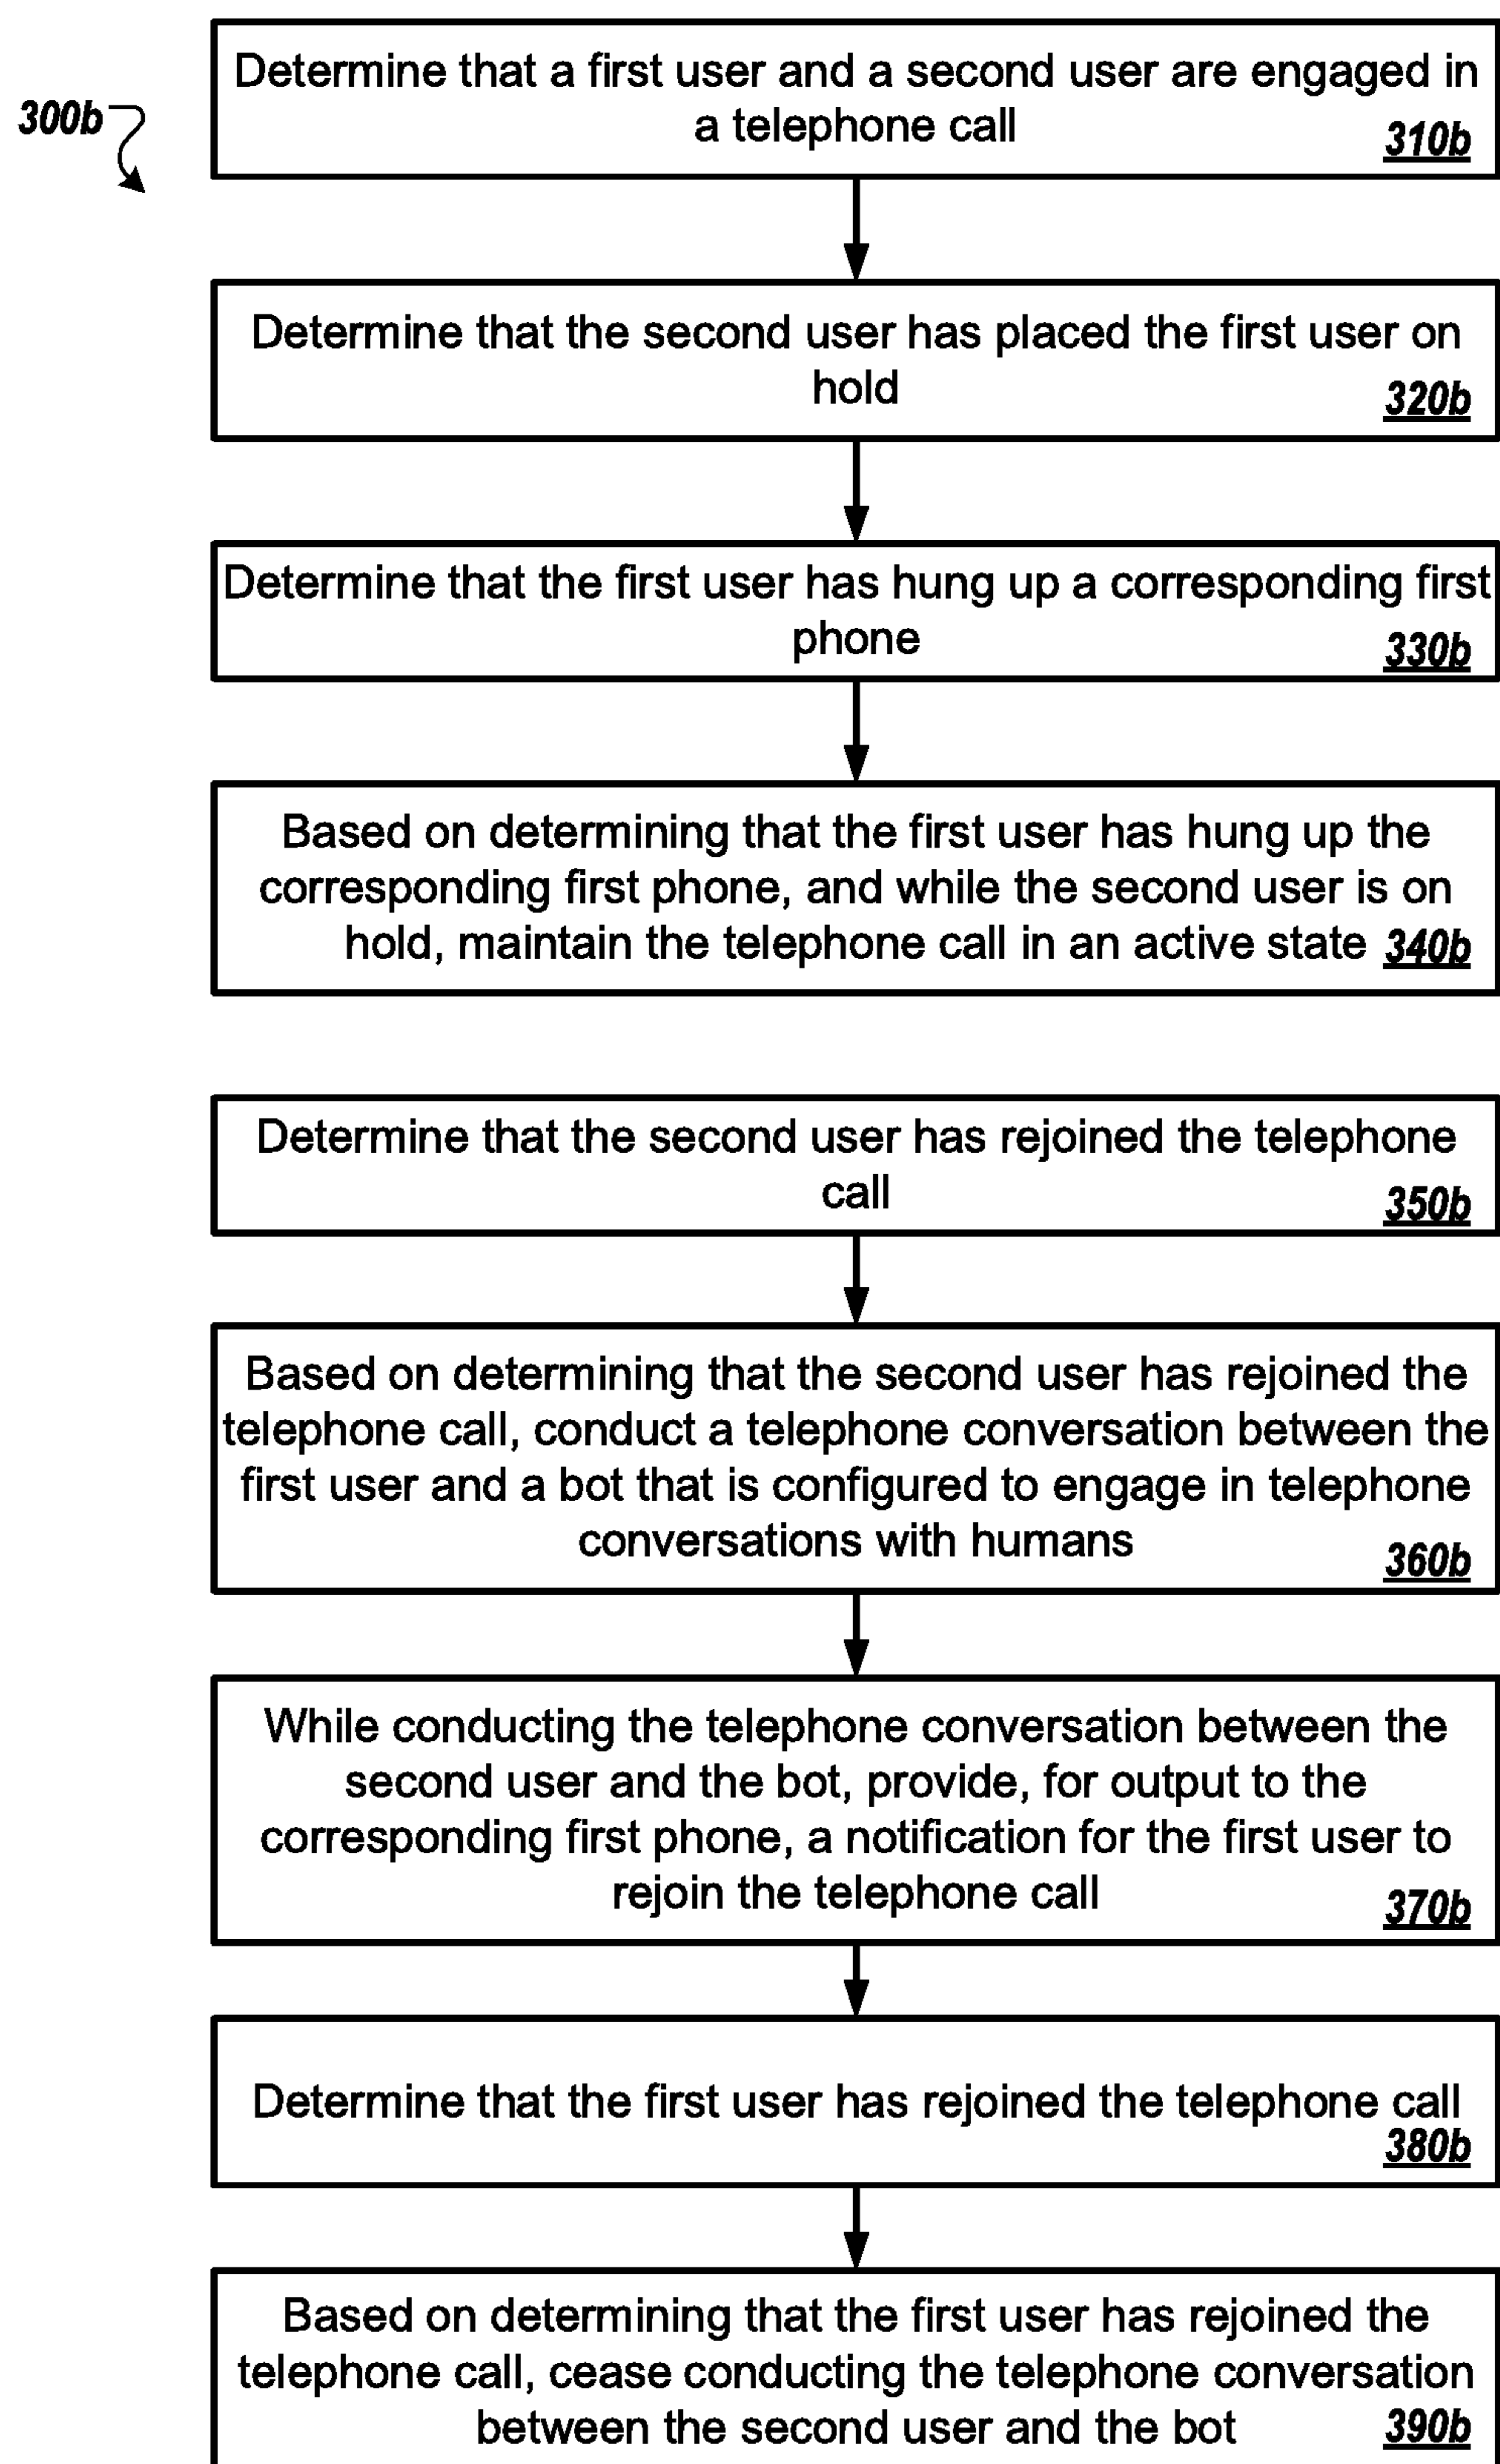 Determine that a first user and a second user are engaged in
a telephone call
310b
300b
Determine that the second user has placed the first user on
hold
320b
Determine that the first user has hung up a corresponding first
phone
330b
Based on determining that the first user has hung up the
corresponding first phone, and while the second user is on
hold, maintain the telephone call in an active state 340b
Determine that the second user has rejoined the telephone
call
350b
Based on determining that the second user has rejoined the
telephone call, conduct a telephone conversation between the
first user and a bot that is configured to engage in telephone
conversations with humans
360b
While conducting the telephone conversation between the
second user and the bot, provide, for output to the
corresponding first phone, a notification for the first user to
rejoin the telephone call
370b
Determine that the first user has rejoined the telephone call
380b
Based on determining that the first user has rejoined the
telephone call, cease conducting the telephone conversation
between the second user and the bot 390b